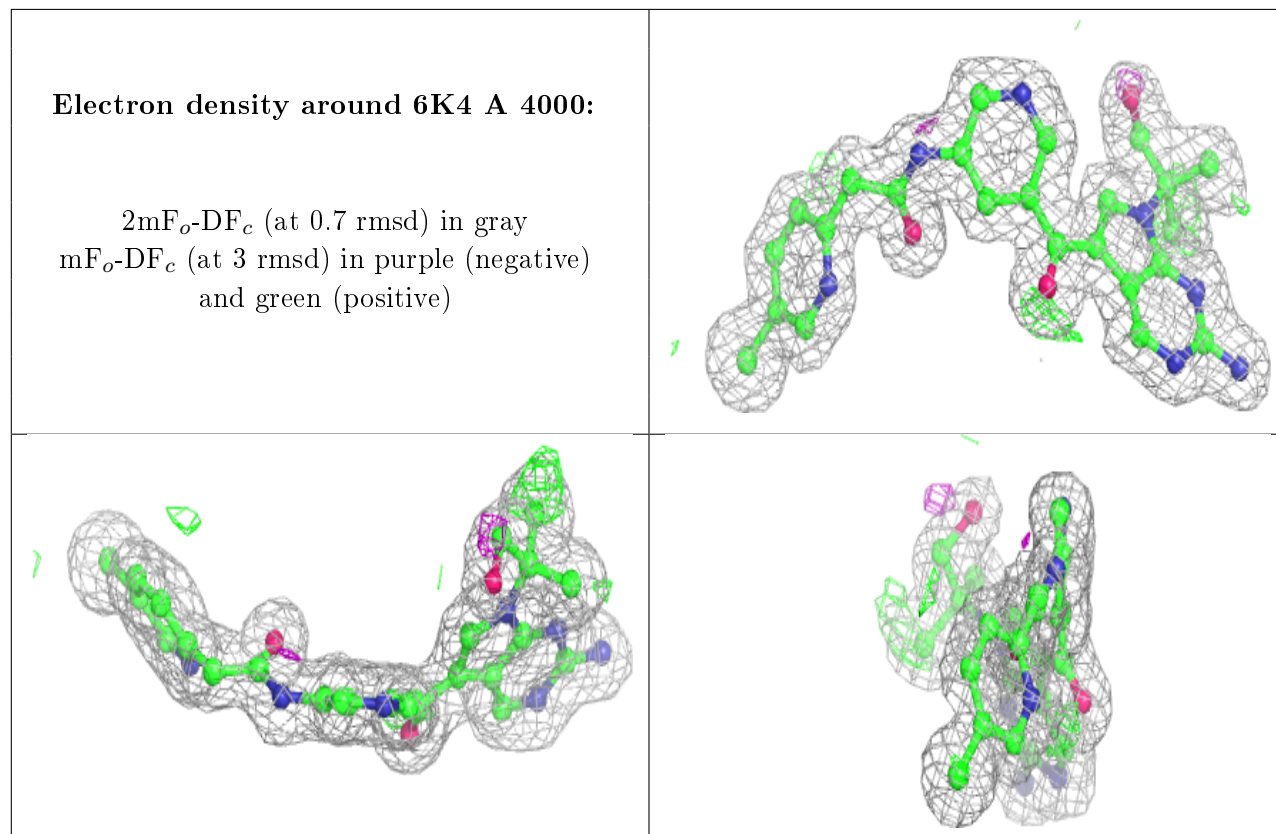 Electron density around 6K4 A 4000:
2mFo-DFc (at 0.7 rmsd) in gray
mFo-DFc (at 3 rmsd) in purple (negative)
and green (positive)